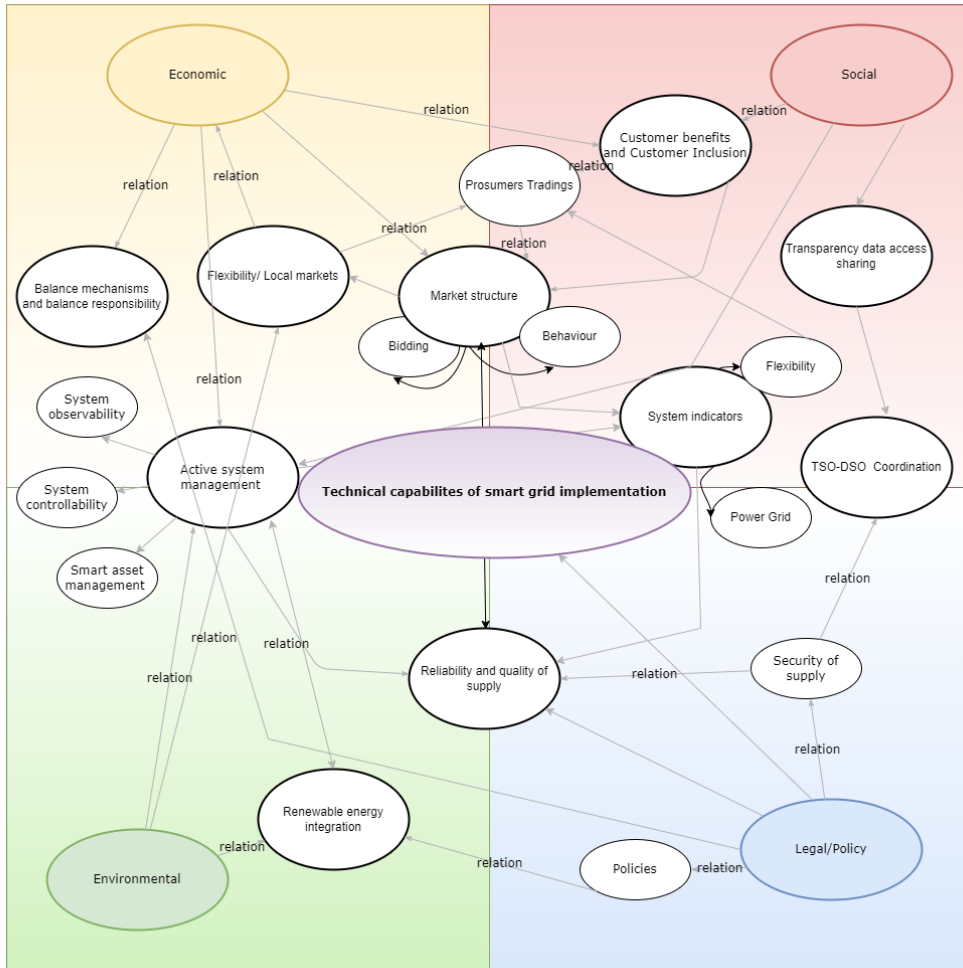 Economic
Social
relation
relation
Customer benefits
and Customer Inclusion
relation
relation
Prosumers Tradings
relation
relation
relation
Transparency data access
sharing
Balance mechanisms
and balance responsibility
Flexibility/ Local markets
Market structure
Bidding
Behaviour
relation
Flexibility
System
observability
System indicators
Active system
management
TSO-DSO  Coordination
System
controllability
Technical capabilites of smart grid implementation
Power Grid
Smart asset
management
relation
relation
relation
relation
Reliability and quality of
supply
relation
Security of
supply
relation
Renewable energy
integration
relation
Legal/Policy
relation
Policies
relation
Environmental